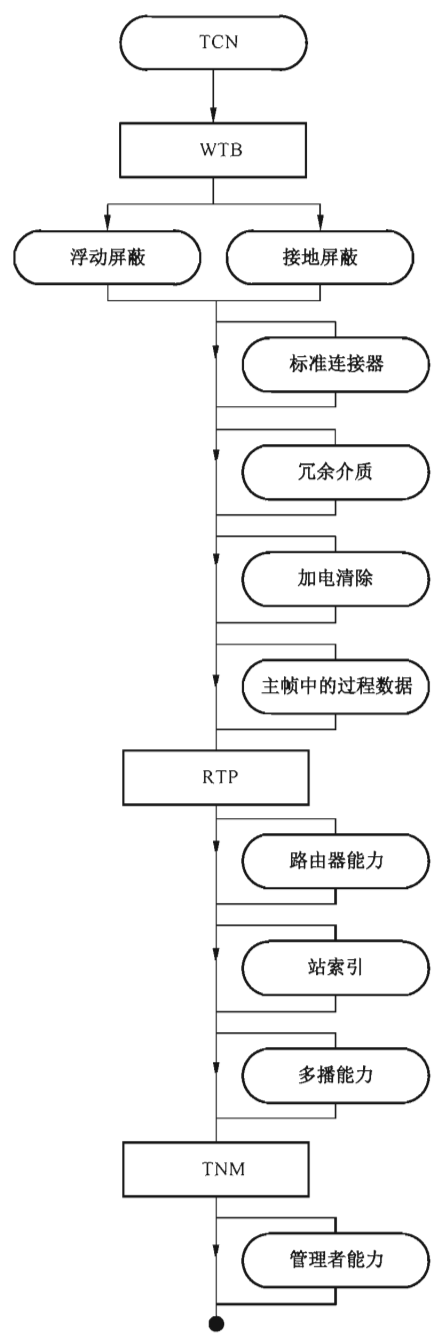 TCN
WTB
浮动屏蔽
接地屏蔽
标准连接器
冗余介质
加电清除
主帧中的过程数据
RTP
路由器能力
站索引
多播能力
TNM
管理者能力